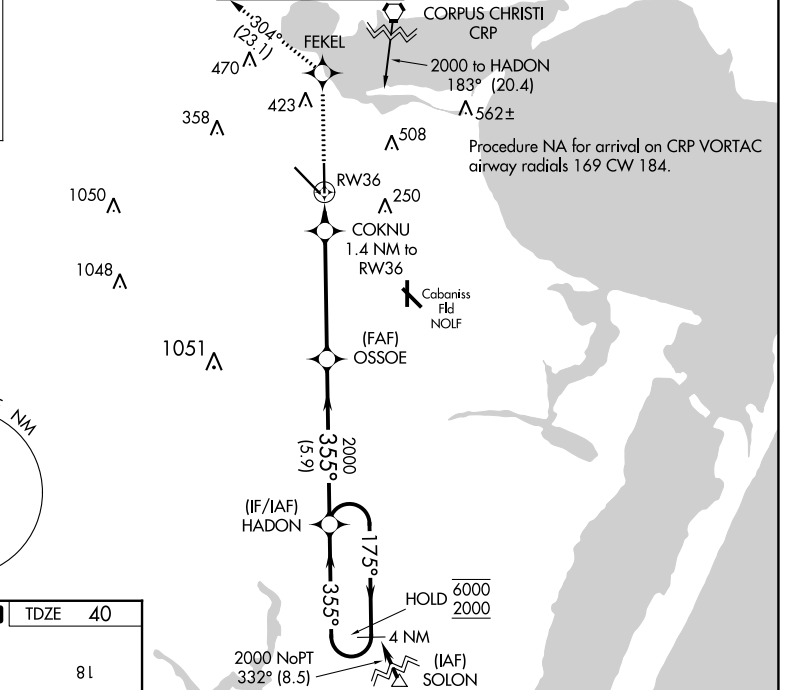 CORPUS CHRISTI
CRP
304°
(23.1)
FEKEL
470
2000 to HADON
183° (20.4)
423
562±
358
508
Procedure NA for arrival on CRP VORTAC
airway radials 169 CW 184.
RW36
1050
250
COKNU
1.4 NM to
RW36
1048
Cabaniss
Fld
NOLF
(FAF)
OSSOE
1051
NM
2000
355°
(5.9)
(IF/IAF)
HADON
175°
355°
HOLD
6000
2000
4 NM
TDZE 40
18
2000 NoPT
332° (8.5)
(IAF)
SOLON